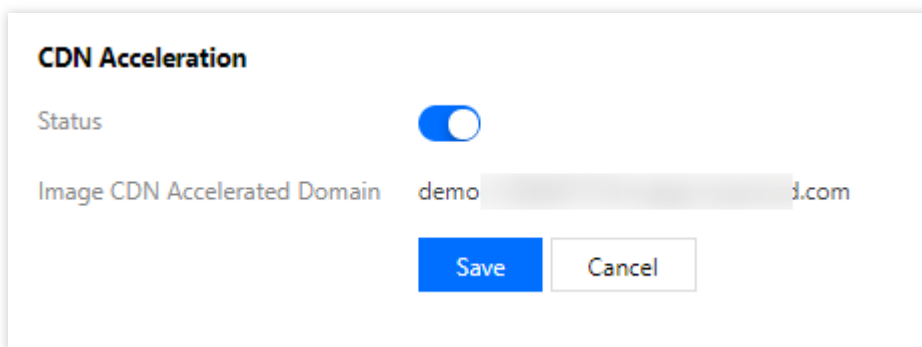 CDN Acceleration
Status
Image CDN Accelerated Domain demo .com
Save Cancel